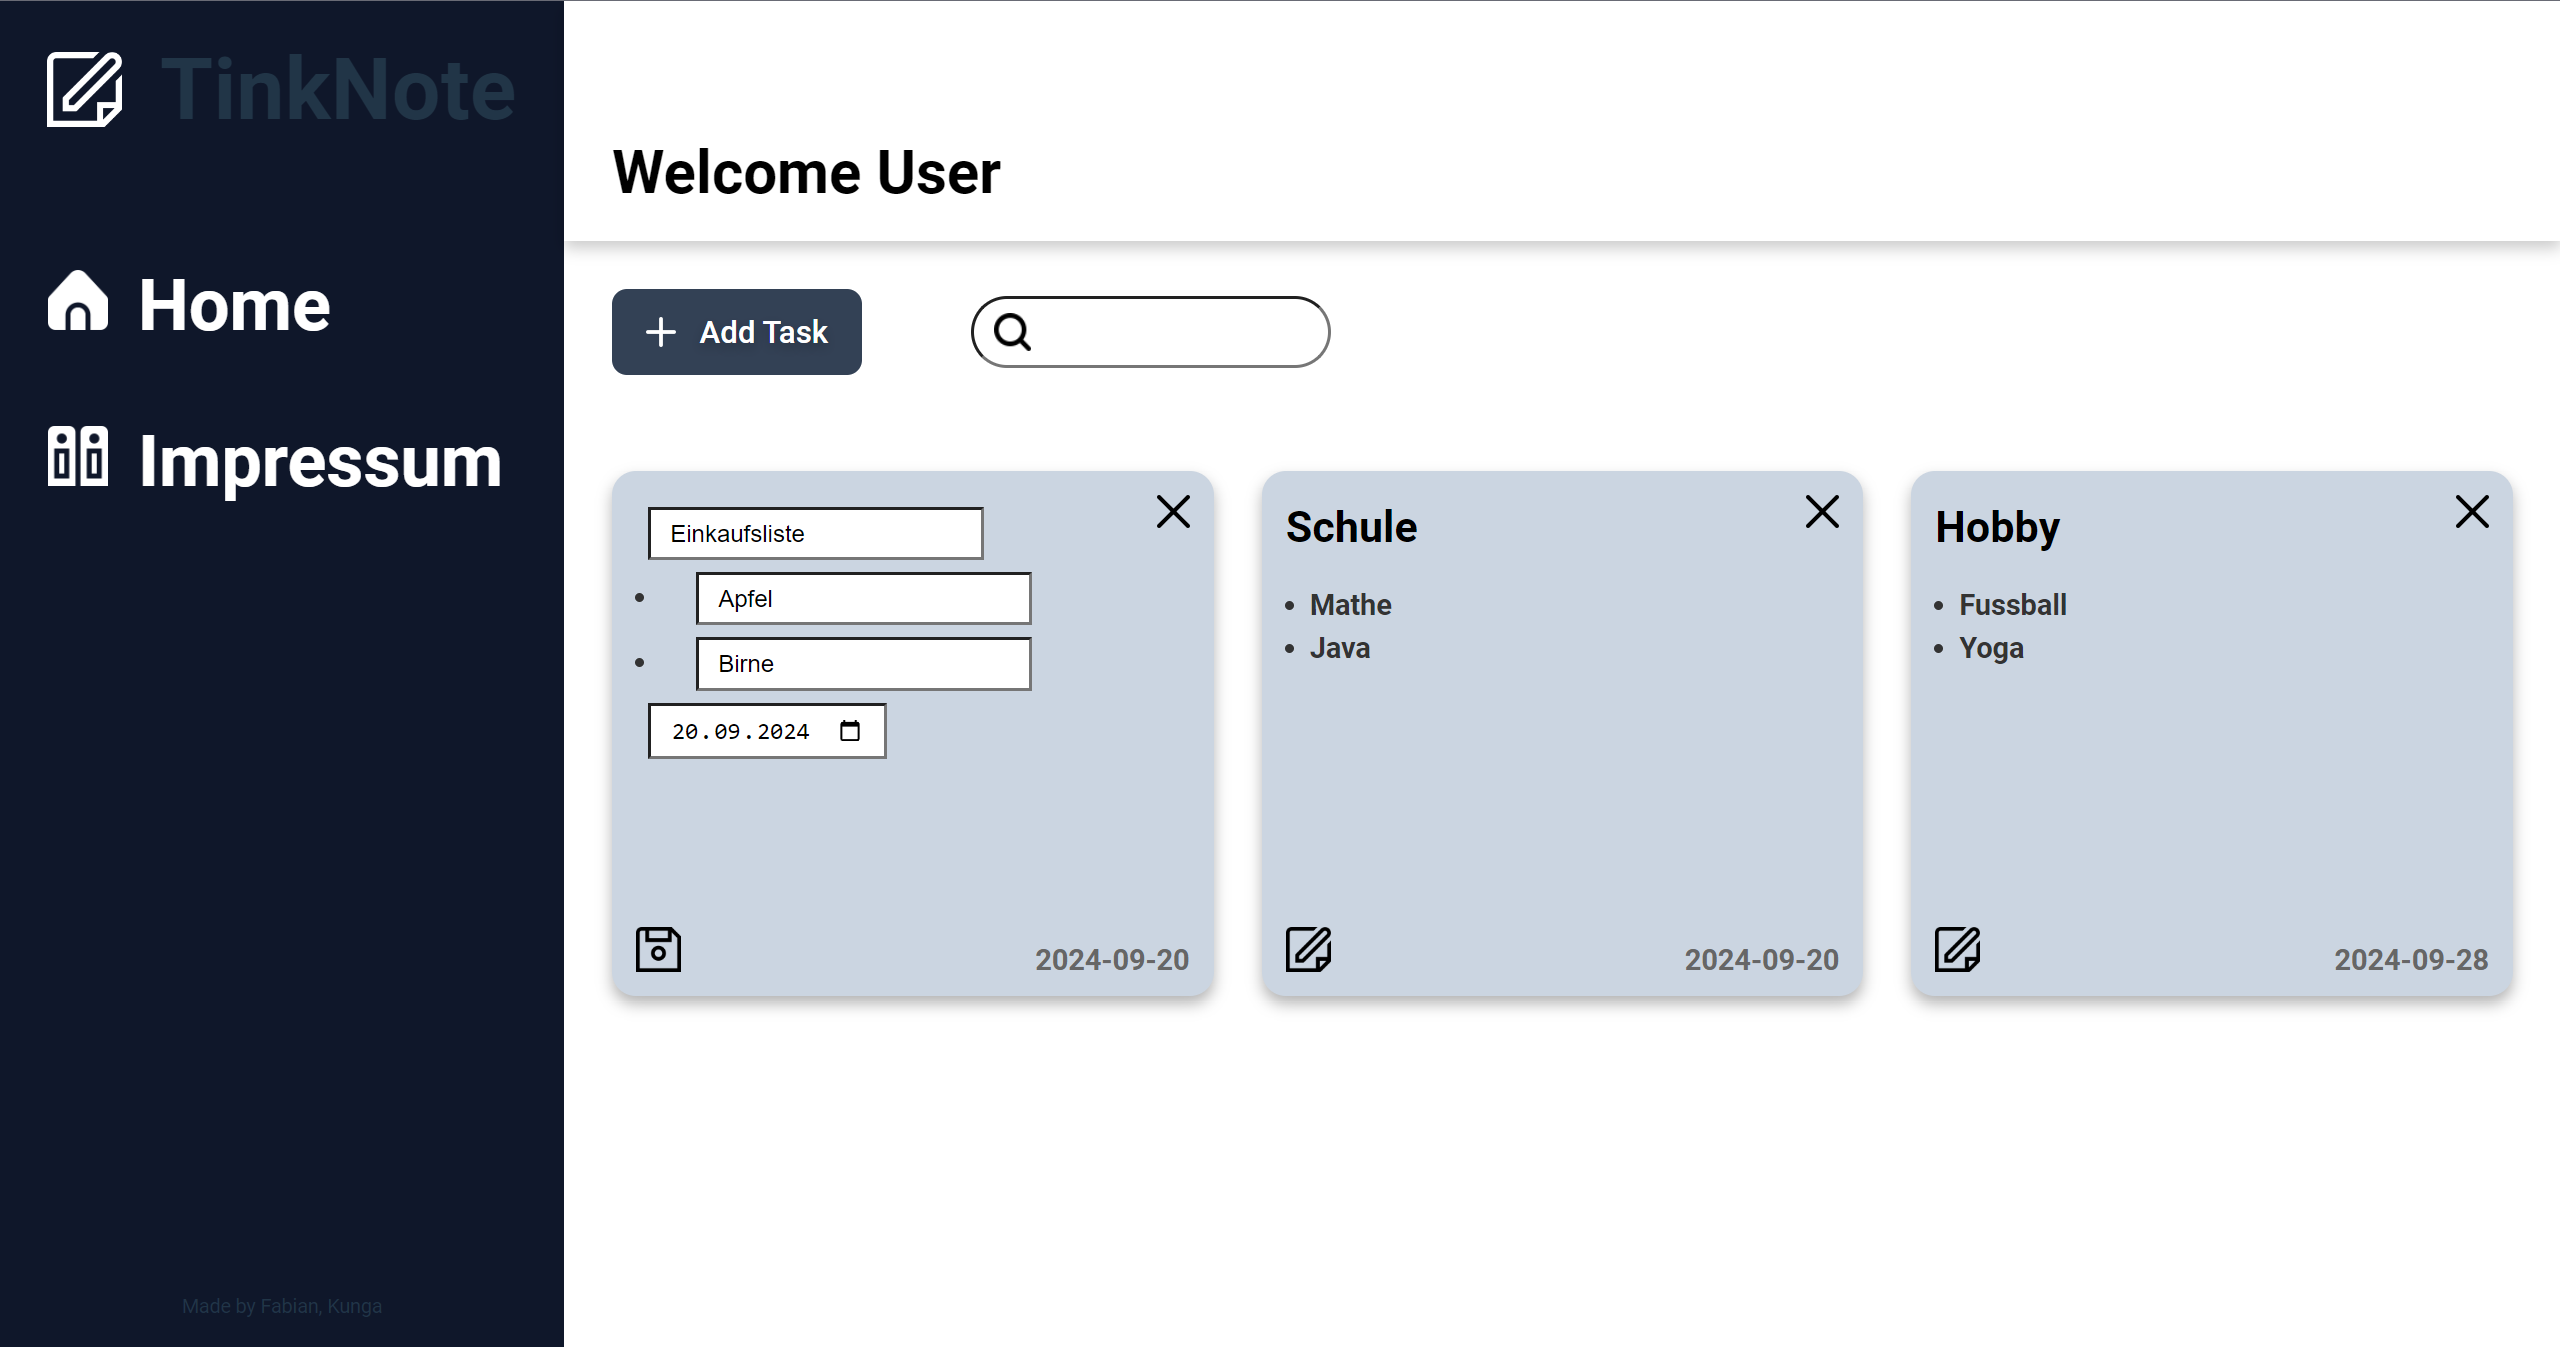 TinkNote
Home
Impressum
Made by Fabian, Kunga
Welcome User
Add Task
Einkaufsliste
Apfel
Birne
20.09.2024
2024-09-20
Schule
Mathe
Java
2024-09-20
Hobby
Fussball
Yoga
2024-09-28